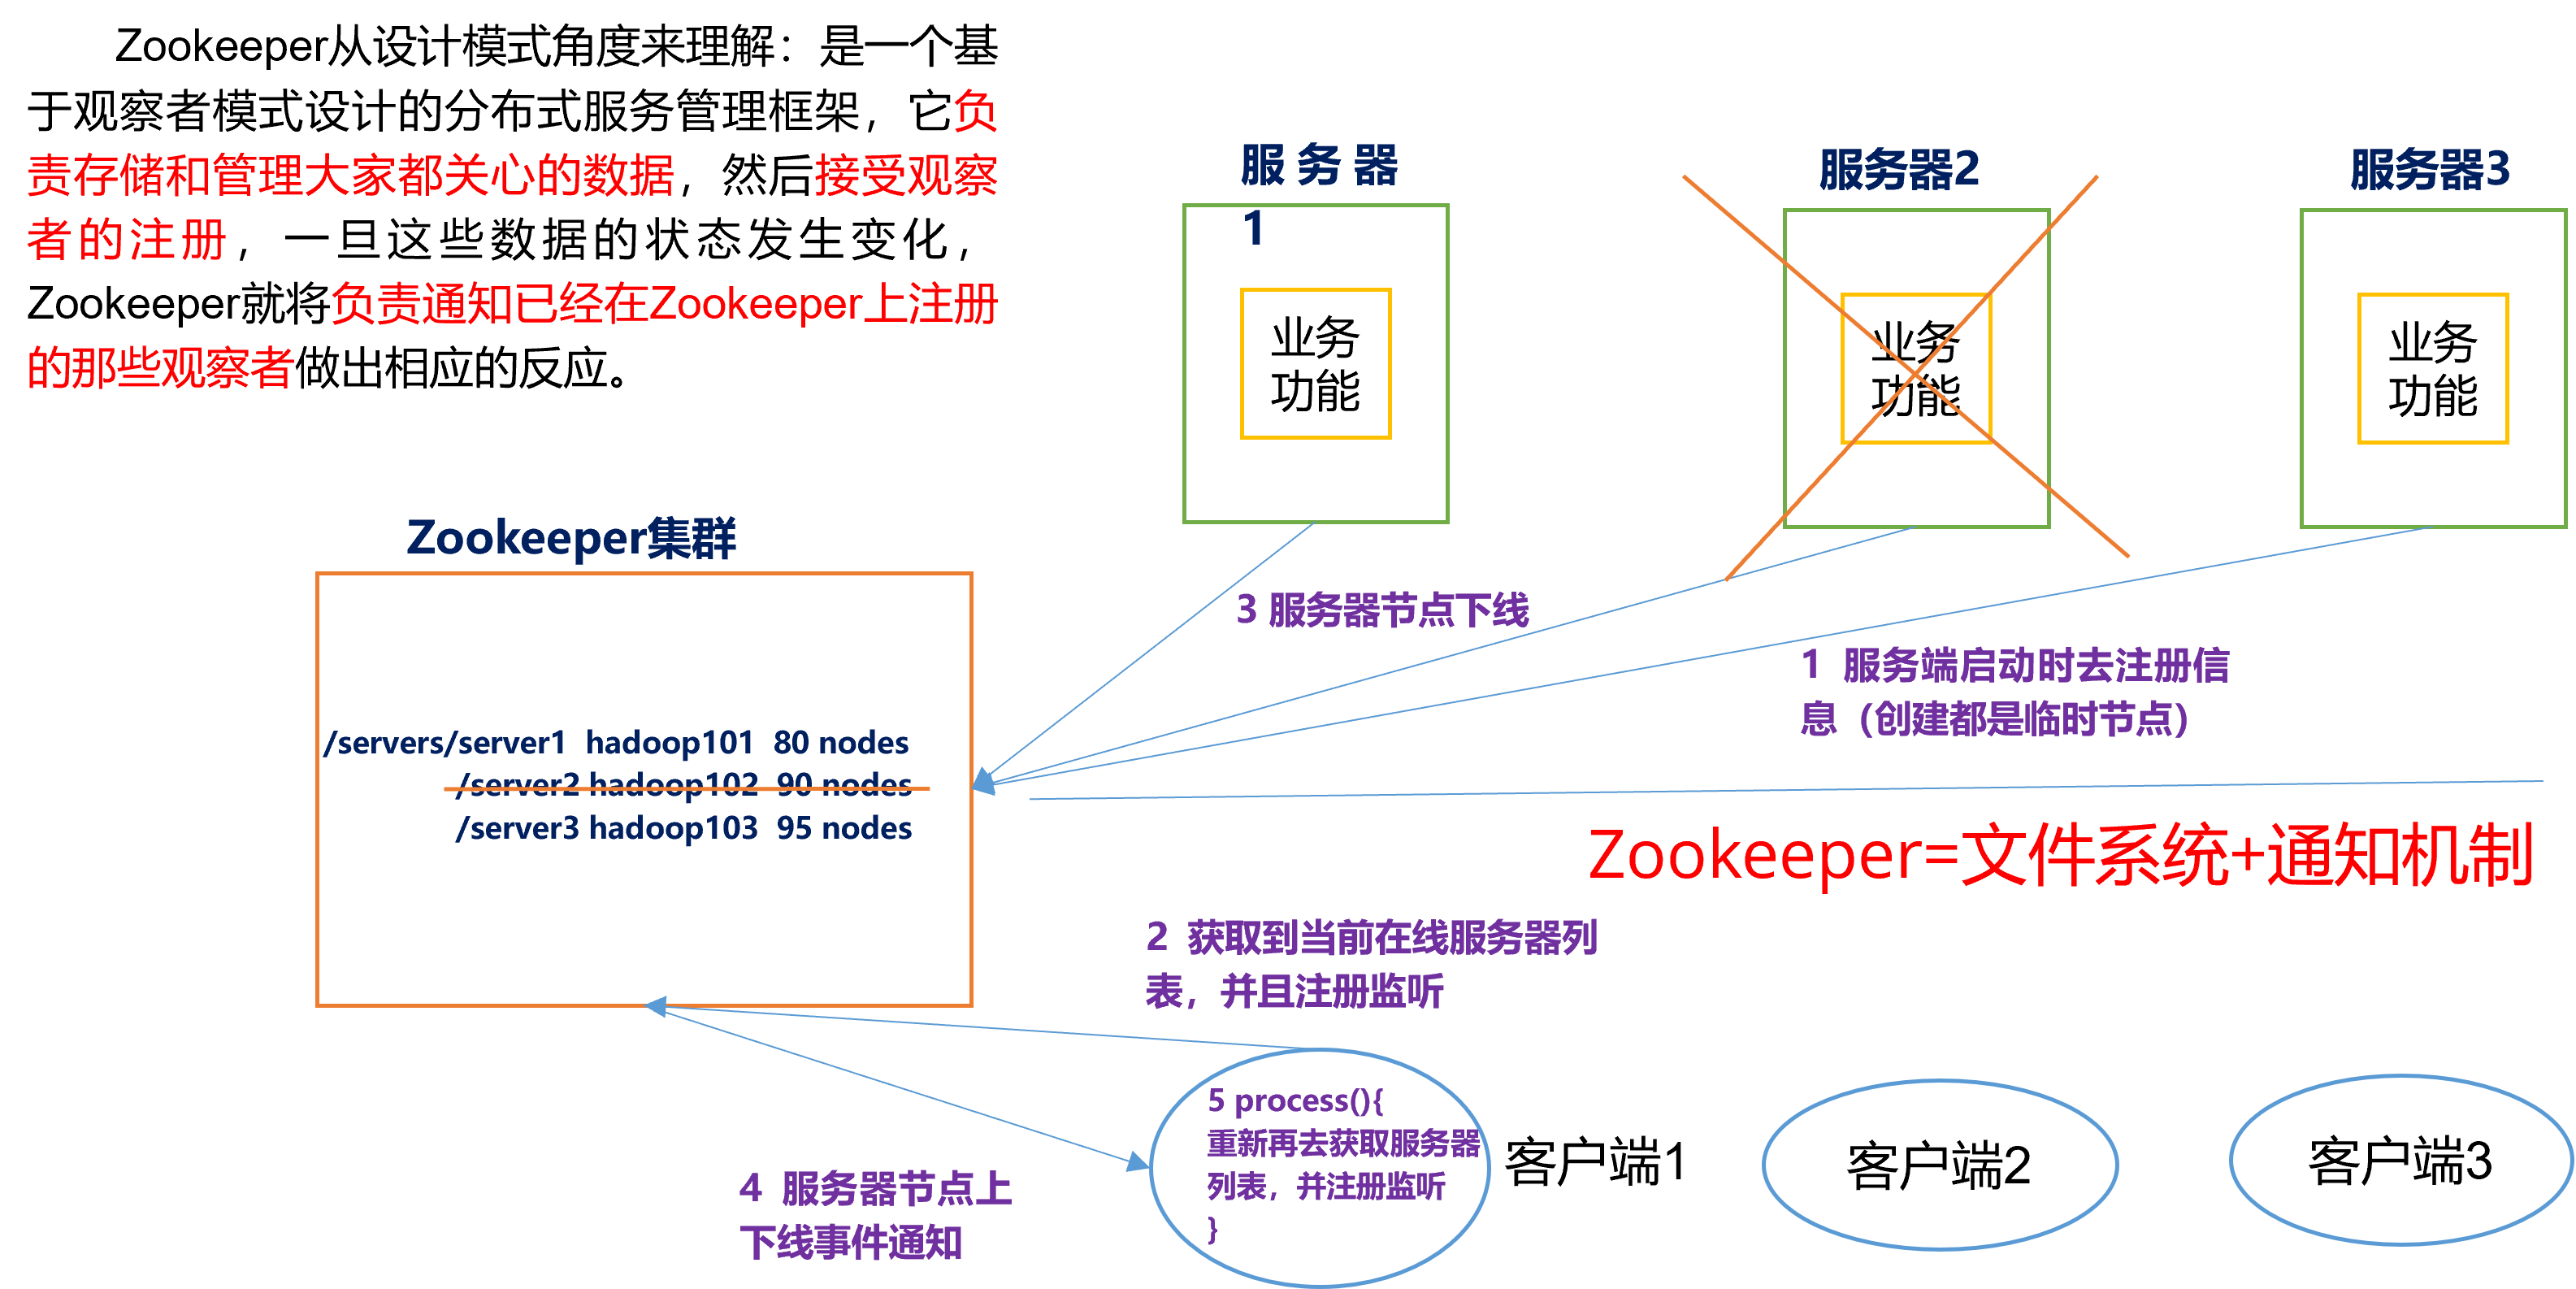 Zookeeper从设计模式角度来理解：是一个基
于观察者模式设计的分布式服务管理框架，它负
责存储和管理大家都关心的数据，然后接受观察
者的注册，一旦这些数据的状态发生变化，
Zookeeper就将负责通知已经在Zookeeper上注册
的那些观察者做出相应的反应。
服务器
1
业务
功能
服务器2
业务
功能
服务器3
业务
功能
Zookeeper集群
/servers/server1 hadoop101 80 nodes
/server2 hadoop102 90 nodes
/server3 hadoop103 95 nodes
3 服务器节点下线
1 服务端启动时去注册信
息（创建都是临时节点）
Zookeeper=文件系统+通知机制
2 获取到当前在线服务器列
表，并且注册监听
4 服务器节点上
下线事件通知
5 process(){
重新再去获取服务器
列表，并注册监听
}
客户端1
客户端2
客户端3